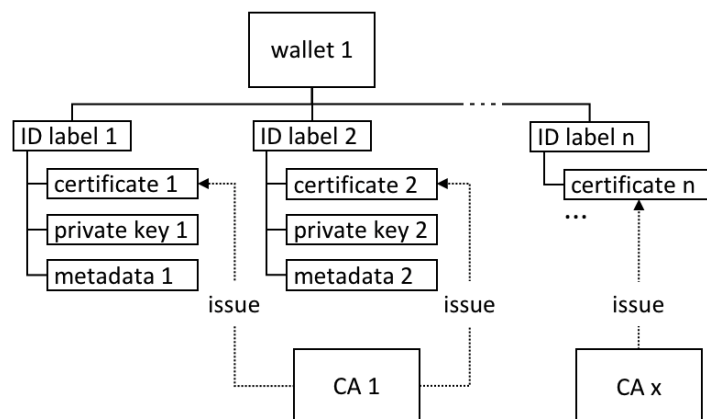 wallet 1
ID label 1
ID label 2
ID label n
certificate 1
certificate 2
certificate n
...
private key 1
private key 2
metadata 1
metadata 2
issue
issue
issue
CA 1
CA x